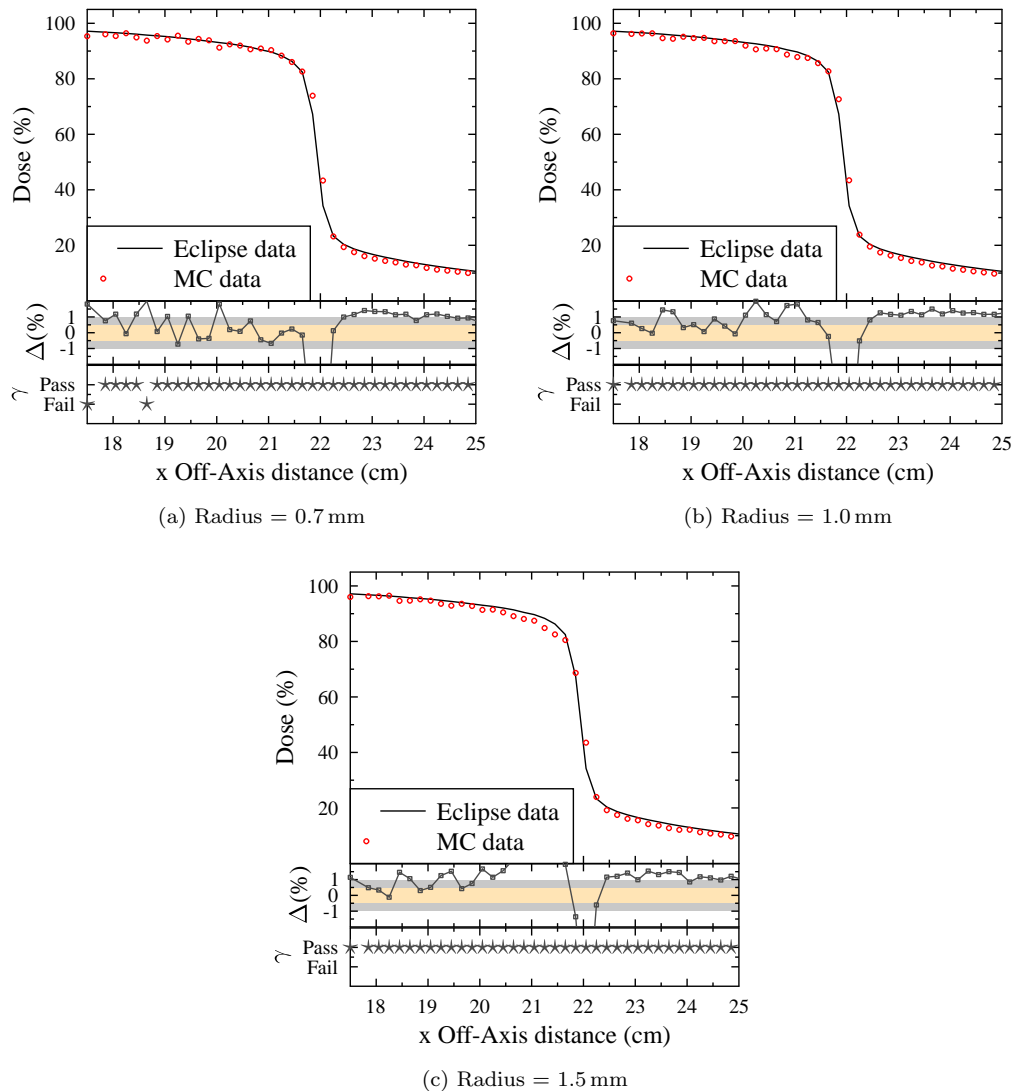 100
80
60
40
20
Dose (%)
Eclipse data
MC data
1
0
-1
Δ(%)
Pass
Fail
γ
18 19 20 21 22 23 24 25
x Off-Axis distance (cm)
(a) Radius = 0.7 mm
100
80
60
40
20
Dose (%)
Eclipse data
MC data
1
0
-1
Δ(%)
Pass
Fail
γ
18 19 20 21 22 23 24 25
x Off-Axis distance (cm)
(b) Radius = 1.0 mm
100
80
60
40
20
Dose (%)
Eclipse data
MC data
1
0
-1
Δ(%)
Pass
Fail
γ
18 19 20 21 22 23 24 25
x Off-Axis distance (cm)
(c) Radius = 1.5 mm